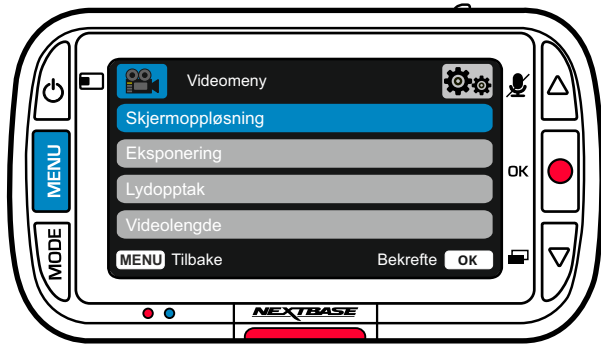 Videomeny
Skjermoppløsning
MENU
Eksponering
OK
Lydopptak
Videolengde
MODE
MENU Tilbake Bekrefte OK
NEXTBASE